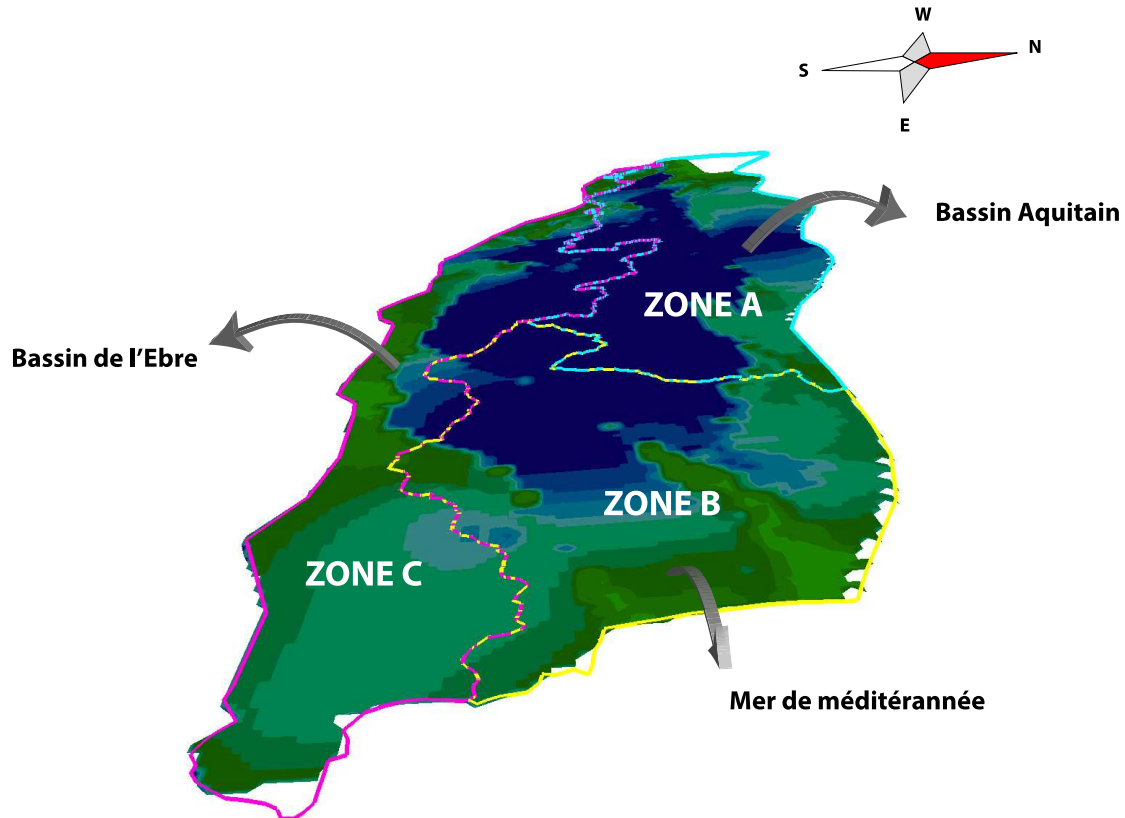 W
N
S
E
Bassin Aquitain
ZONE A
Bassin de l'Ebre
ZONE B
ZONE C
Mer de méditérannée